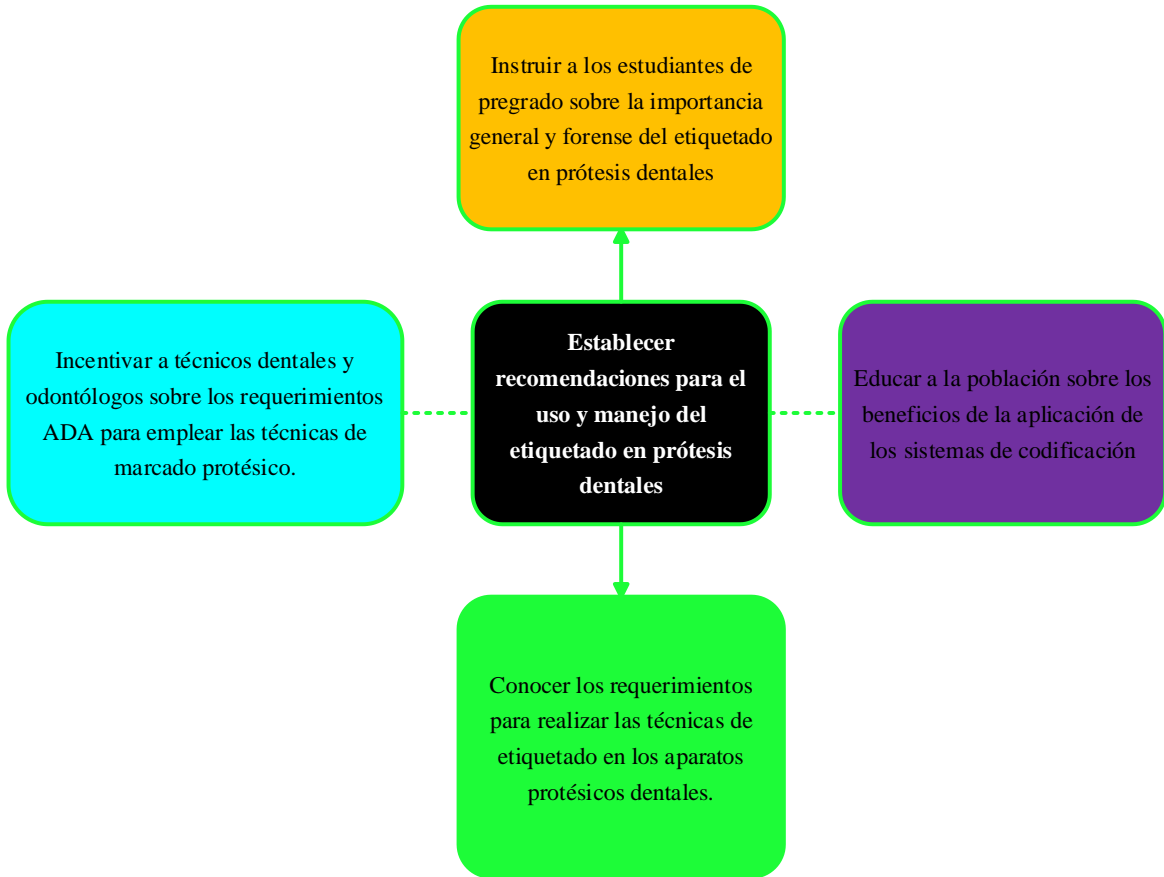 Instruir a los estudiantes de
pregrado sobre la importancia
general y forense del etiquetado
en prótesis dentales
Incentivar a técnicos dentales y
odontólogos sobre los requerimientos
ADA para emplear las técnicas de
marcado protésico.
Establecer
recomendaciones para el
uso y manejo del
etiquetado en prótesis
dentales
Educar a la población sobre los
beneficios de la aplicación de
los sistemas de codificación
Conocer los requerimientos
para realizar las técnicas de
etiquetado en los aparatos
protésicos dentales.